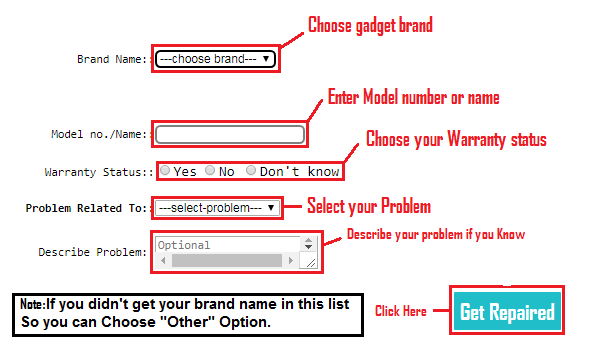 Choose gadget brand
Brand Name:: ---choose brand---
Enter Model number or name
Model no./Name::
Choose your Warranty status
Warranty Status:: Yes No Don't know
Problem Related To: ---select-problem--- Select your Problem
Describe your problem if you Know
Describe Problem: Optional
Note:If you didn't get your brand name in this list
So you can Choose "Other" Option.
Click Here Get Repaired